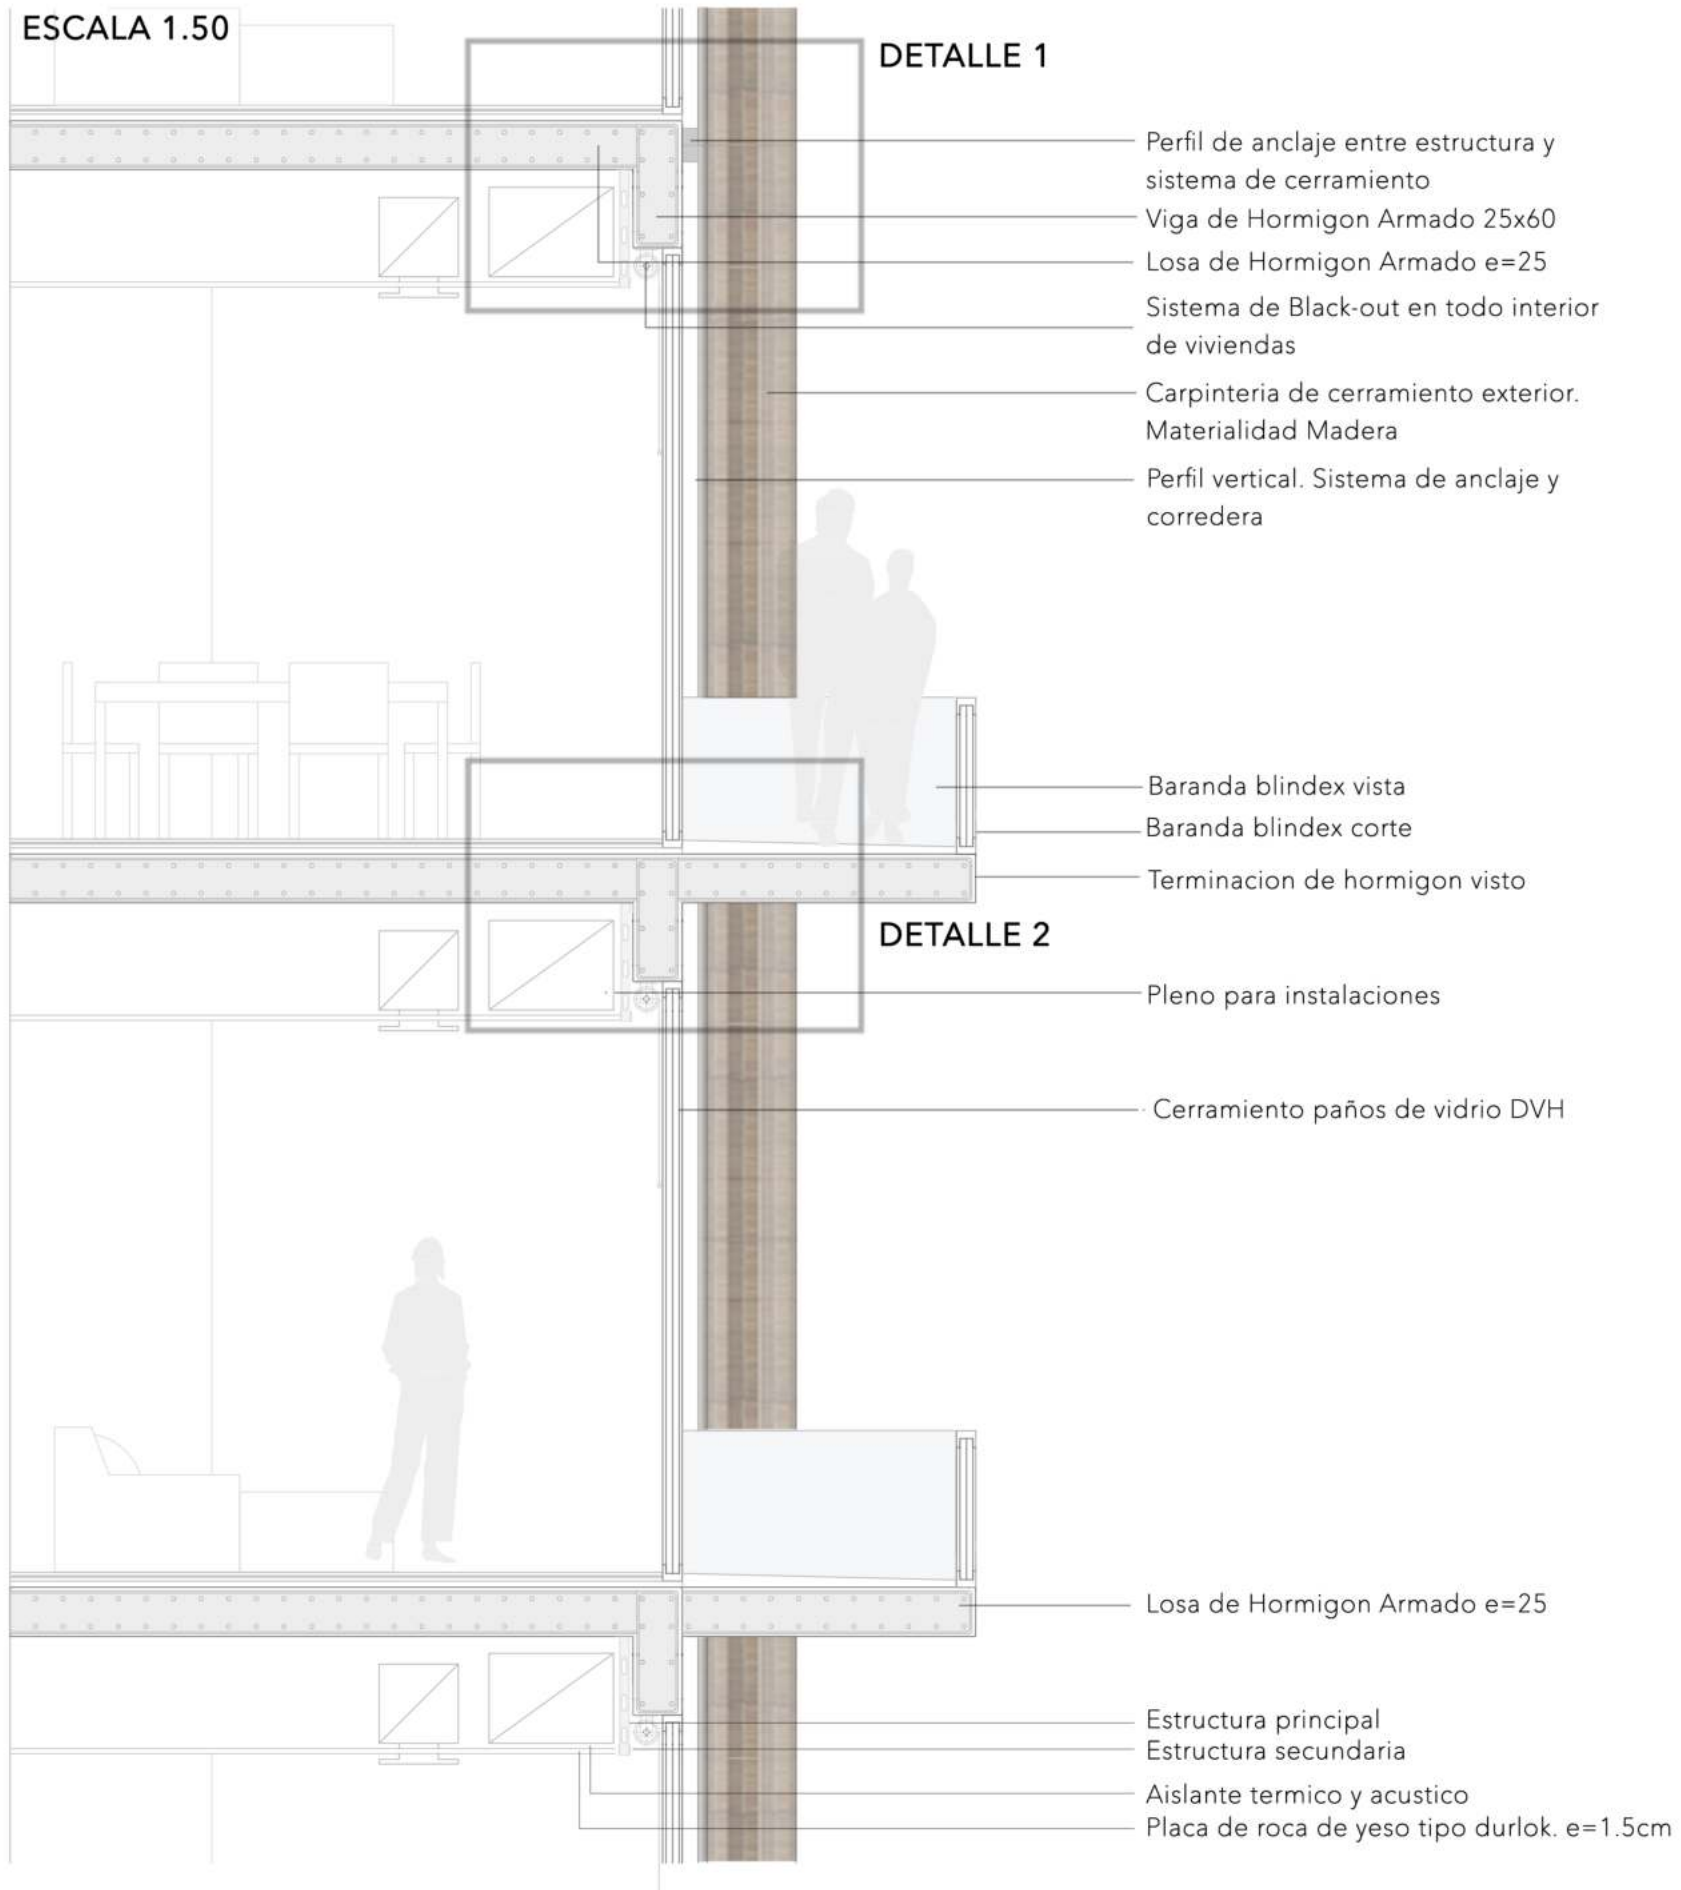 ESCALA 1.50
DETALLE 1
Perfil de anclaje entre estructura y
sistema de cerramiento
Viga de Hormigon Armado 25x60
Losa de Hormigon Armado e=25
Sistema de Black-out en todo interior
de viviendas
Carpinteria de cerramiento exterior.
Materialidad Madera
Perfil vertical. Sistema de anclaje y
corredera
Baranda blindex vista
Baranda blindex corte
Terminacion de hormigon visto
DETALLE 2
Pleno para instalaciones
Cerramiento paños de vidrio DVH
Losa de Hormigon Armado e=25
Estructura principal
Estructura secundaria
Aislante termico y acustico
Placa de roca de yeso tipo durlok. e=1.5cm